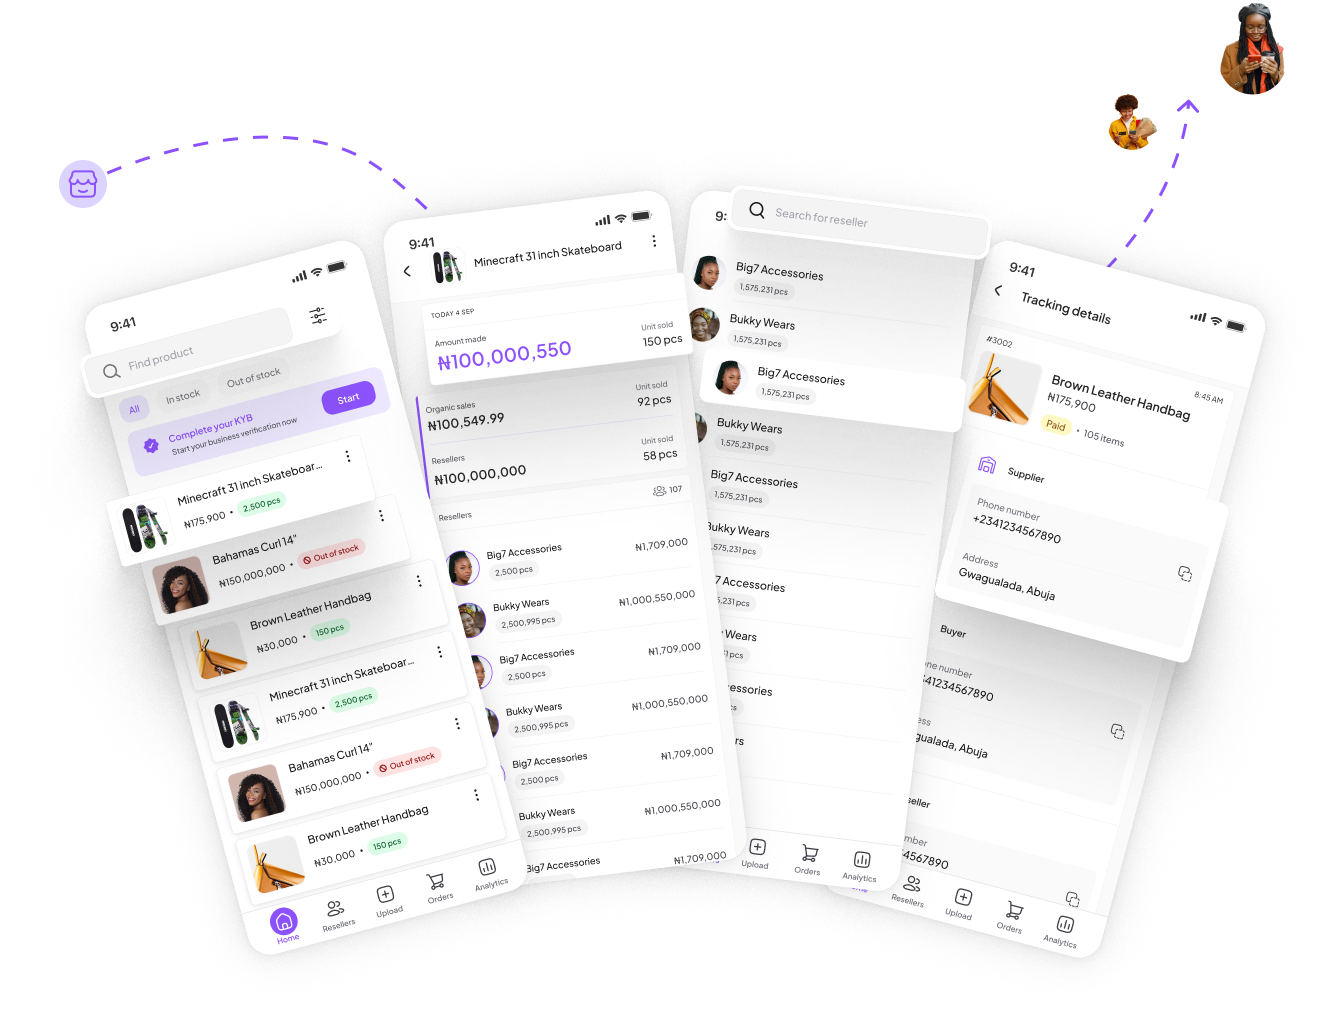 9:41
Find product
All
In stock
Out of stock
Complete your KYB
Start your business verification now
Start
Minecraft 31 inch Skateboar...
₦175,900 • 2,500 pcs
Bahamas Curl 14"
₦150,000,000 • Out of stock
Brown Leather Handbag
₦30,000 • 150 pcs
Minecraft 31 inch Skateboar...
₦175,900 • 2,500 pcs
Bahamas Curl 14"
₦150,000,000 • Out of stock
Brown Leather Handbag
₦30,000 • 150 pcs
Home
Resellers
Upload
Orders
Analytics
9:41
Minecraft 31 inch Skateboard
TODAY 4 SEP
Amount made
Unit sold
₦100,000,550
150 pcs
Organic sales
Unit sold
₦100,549.99
92 pcs
Resellers
Unit sold
₦100,000,000
58 pcs
Resellers
107
Big7 Accessories
₦1,709,000
2,500 pcs
Bukky Wears
₦1,000,550,000
2,500,995 pcs
Big7 Accessories
₦1,709,000
2,500 pcs
Bukky Wears
₦1,000,550,000
2,500,995 pcs
Big7 Accessories
₦1,709,000
2,500 pcs
Bukky Wears
₦1,000,550,000
2,500,995 pcs
Big7 Accessories
₦1,709,000
9:
Search for reseller
Big7 Accessories
1,575,231 pcs
Bukky Wears
1,575,231 pcs
Big7 Accessories
1,575,231 pcs
Bukky Wears
1,575,231 pcs
Big7 Accessories
1,575,231 pcs
Bukky Wears
.575,231 pcs
7 Accessories
5,231 pcs
Wears
31 pcs
essories
pcs
rs
Upload
Orders
Analytics
9:41
Tracking details
#3002
8:45 AM
Brown Leather Handbag
₦175,900
Paid • 105 items
Supplier
Phone number
+2341234567890
Address
Gwagualada, Abuja
Buyer
one number
341234567890
ess
gualada, Abuja
seller
mber
4567890
Resellers
Upload
Orders
Analytics